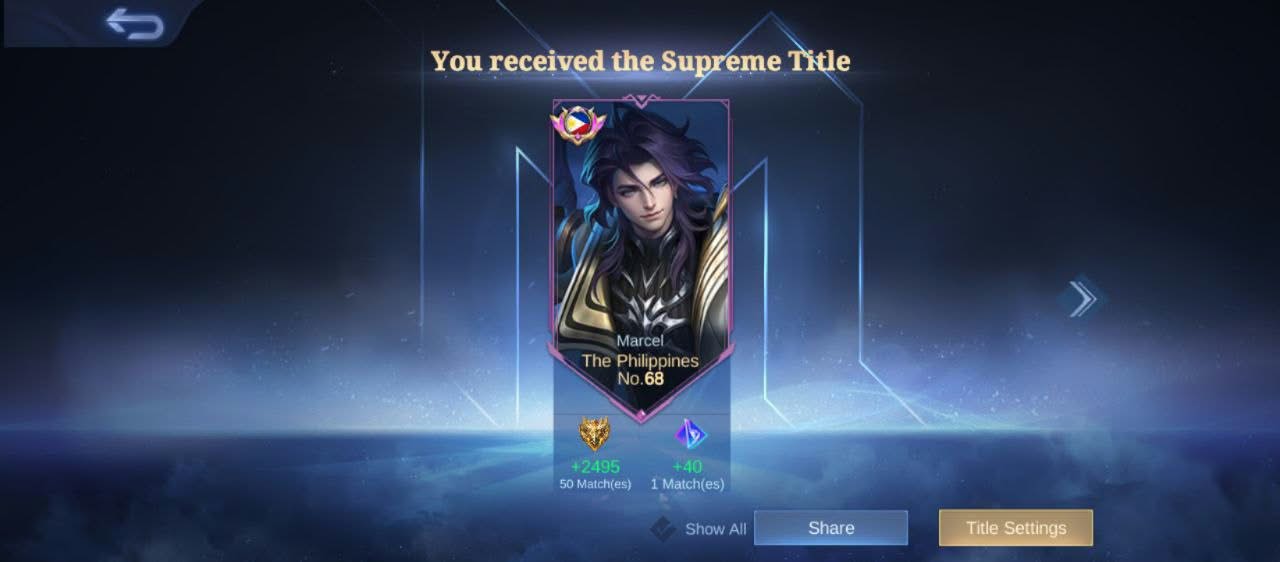 You received the Supreme Title
Marcel
The Philippines
No.68
+2495
50 Match(es)
+40
1 Match(es)
Show All
Share
Title Settings